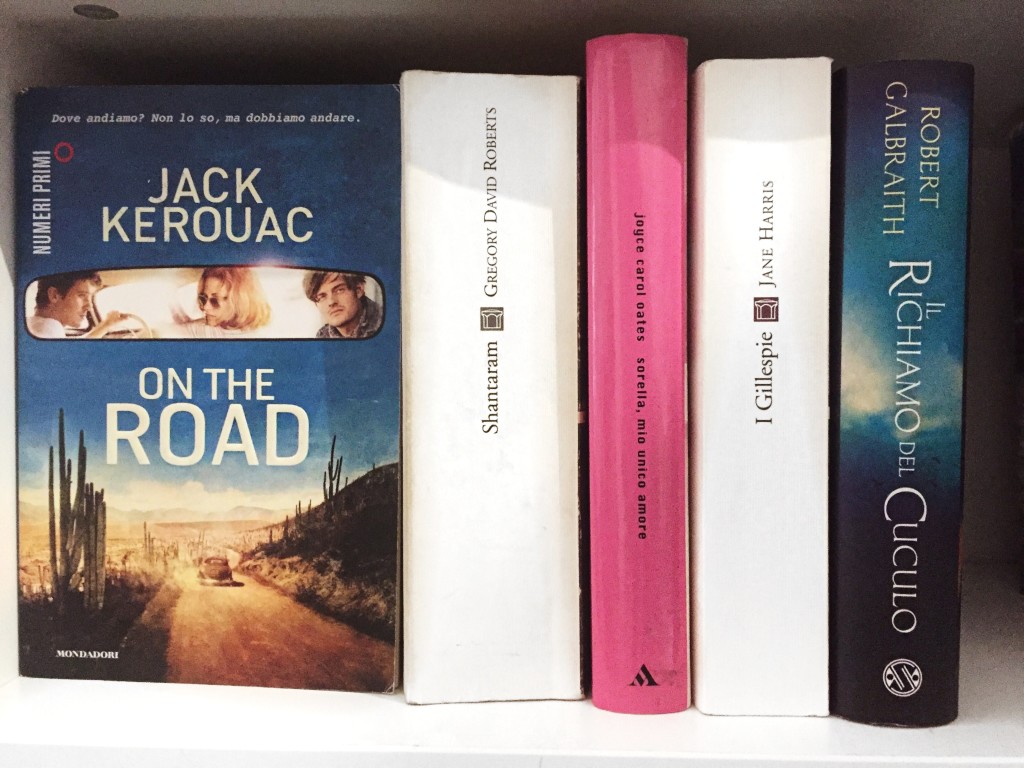 Dove andiamo? Non lo so, ma dobbiamo andare.
NUMERI PRIMI
JACK
KEROUAC
ON THE
ROAD
MONDADORI
Shantaram GREGORY DAVID ROBERTS
joyce carol oates sorella, mio unico amore
I Gillespie JANE HARRIS
ROBERT
GALBRAITH
IL
RICHIAMO DEL CUCULO